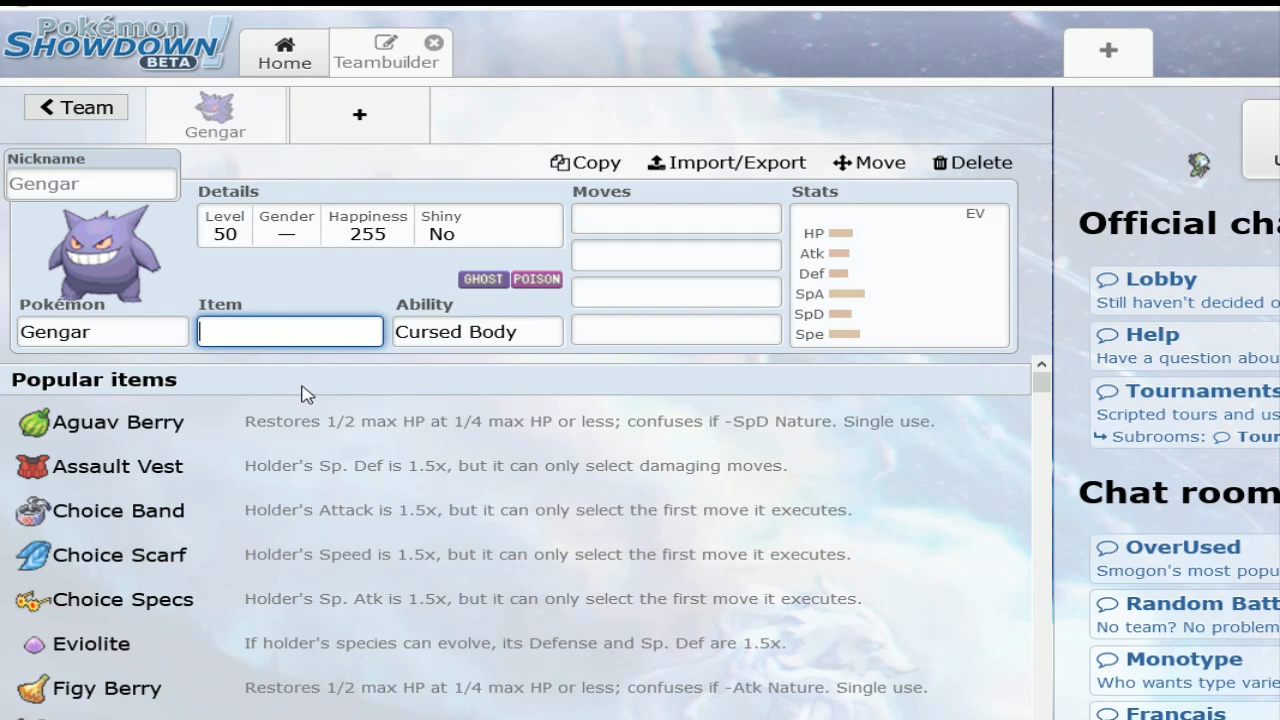 Pokémon
SHOWDOWN!
BETA
Home
Teambuilder
+
Team
Gengar
+
Copy
Import/Export
Move
Delete
Nickname
Gengar
Details
Moves
Stats
Level
Gender
Happiness
Shiny
50
—
255
No
EV
HP
Atk
Def
SpA
SpD
Spe
GHOST
POISON
Pokémon
Item
Ability
Gengar
Cursed Body
Popular items
Aguav Berry Restores 1/2 max HP at 1/4 max HP or less; confuses if -SpD Nature. Single use.
Assault Vest Holder's Sp. Def is 1.5x, but it can only select damaging moves.
Choice Band Holder's Attack is 1.5x, but it can only select the first move it executes.
Choice Scarf Holder's Speed is 1.5x, but it can only select the first move it executes.
Choice Specs Holder's Sp. Atk is 1.5x, but it can only select the first move it executes.
Eviolite If holder's species can evolve, its Defense and Sp. Def are 1.5x.
Figy Berry Restores 1/2 max HP at 1/4 max HP or less; confuses if -Atk Nature. Single use.
Official cha
Lobby
Still haven't decided o
Help
Have a question abou
Tournaments
Scripted tours and us
Subrooms: Tour
Chat room
OverUsed
Smogon's most popu
Random Batt
No team? No problem
Monotype
Who wants type varie
Français